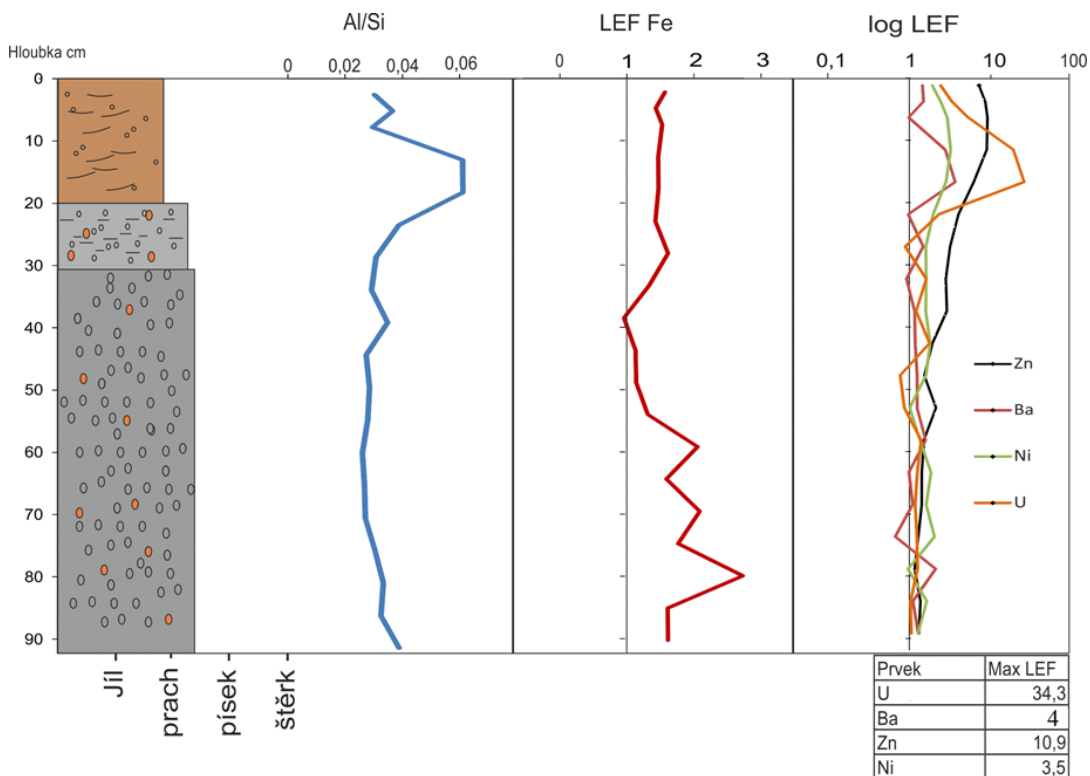 Al/Si
LEF Fe
log LEF
Hloubka cm
0 0,02 0,04 0,06
0 1 2 3
0,1 1 10 100
0
10
20
30
40
50
60
70
80
90
Zn
Ba
Ni
U
Jíl
prach
písek
štěrk
Prvek Max LEF
U 34,3
Ba 4
Zn 10,9
Ni 3,5